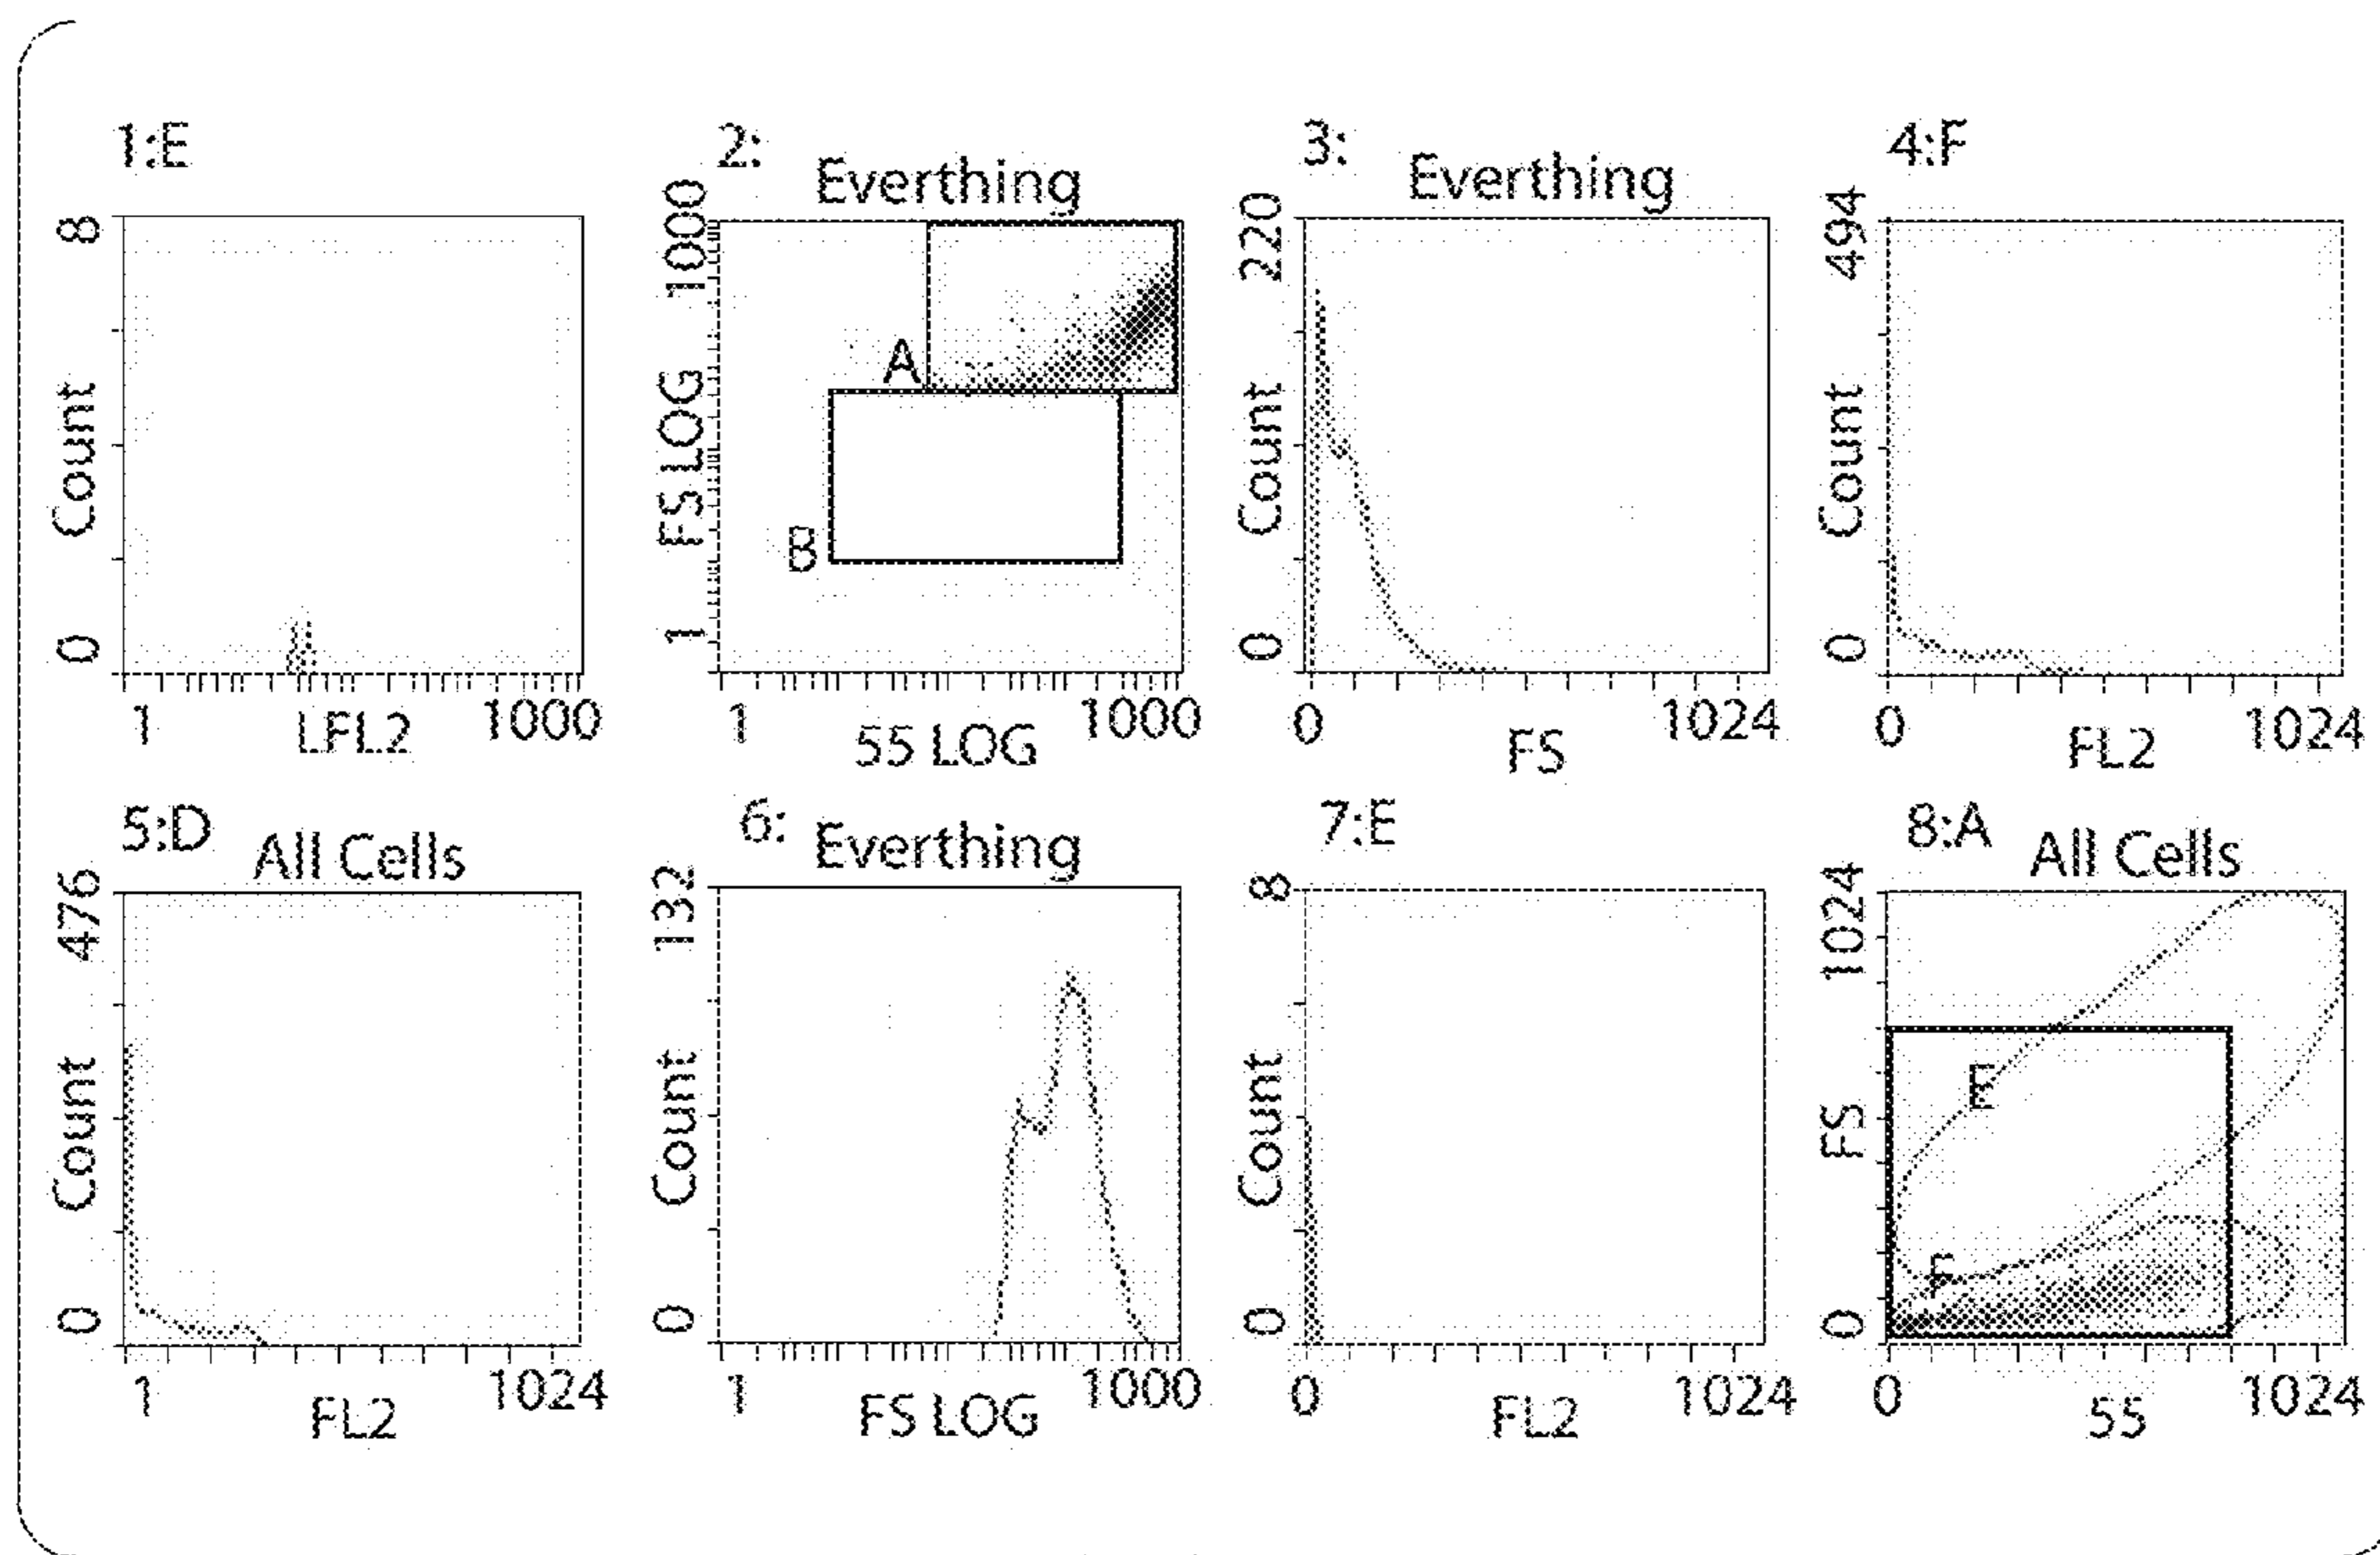 1:E
8
Count
0
1
LFL2
1000
2:
Everthing
1000
FS LOG
1
A
B
1
55 LOG
1000
3:
Everthing
220
Count
0
0
FS
1024
4:F
494
Count
0
0
FL2
1024
5:D
All Cells
476
Count
0
1
FL2
1024
6:
Everthing
132
Count
0
1
FS LOG
1000
7:E
8
Count
0
0
FL2
1024
8:A
All Cells
1024
FS
0
E
F
0
55
1024